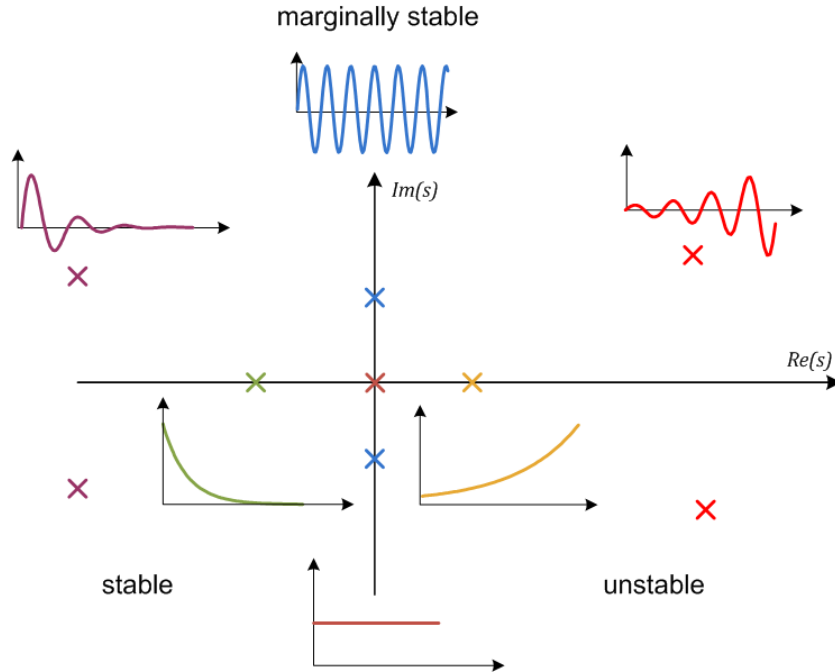 marginally stable
Im(s)
Re(s)
stable
unstable